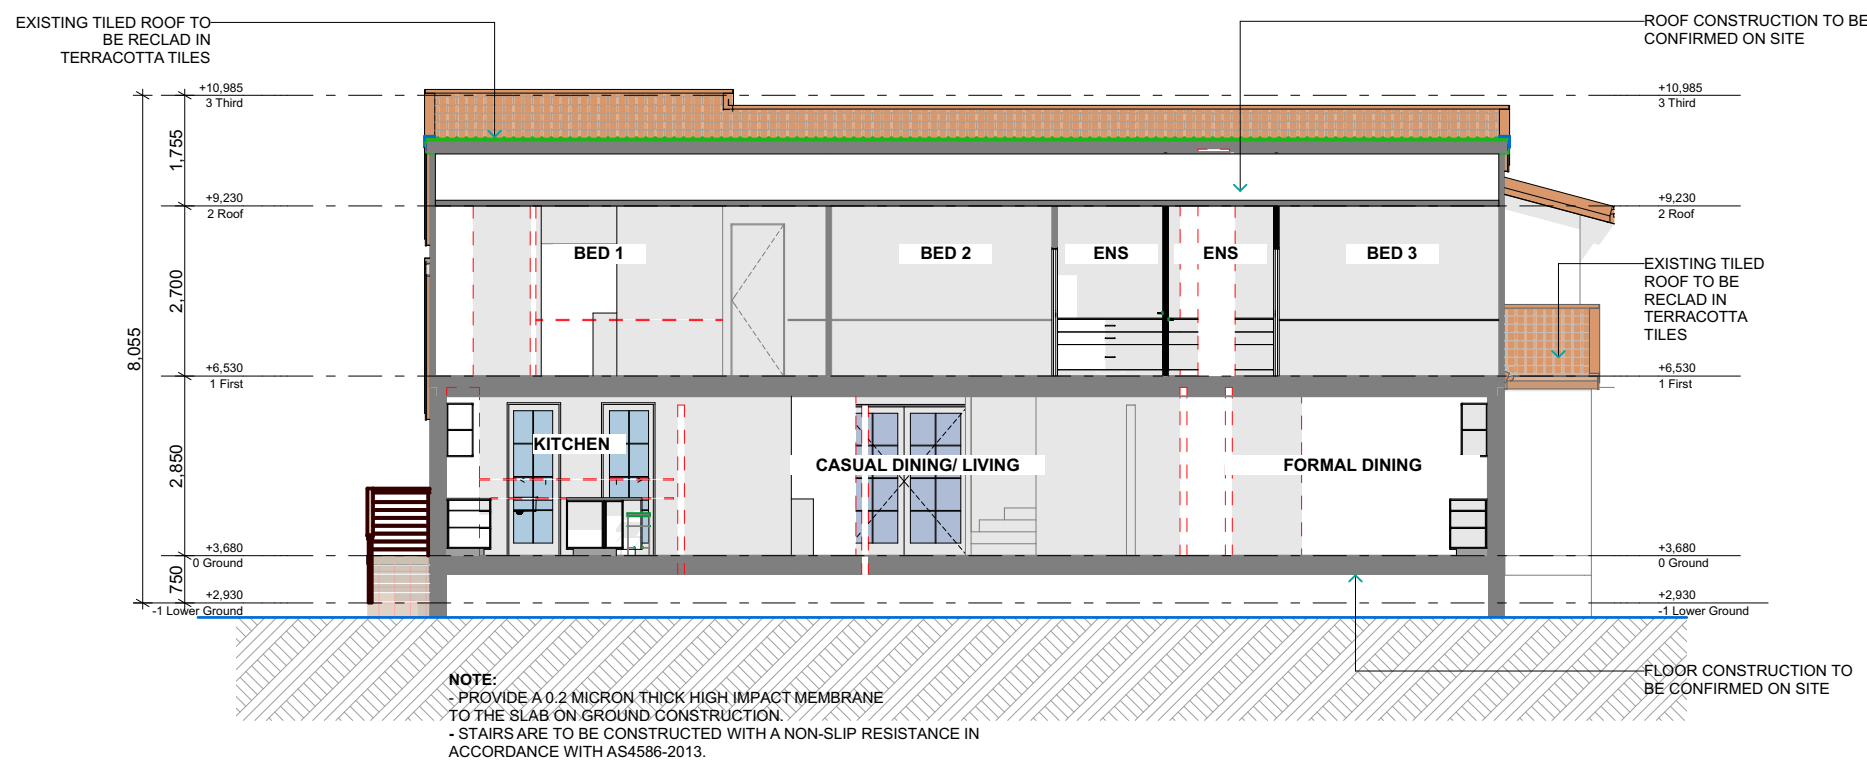 EXISTING TILED ROOF TO
BE RECLAD IN
TERRACOTTA TILES
ROOF CONSTRUCTION TO BE
CONFIRMED ON SITE
+10,985
3 Third
+10,985
3 Third
1,755
+9,230
2 Roof
+9,230
2 Roof
BED 1
BED 2
ENS
ENS
BED 3
2,700
8,055
EXISTING TILED
ROOF TO BE
RECLAD IN
TERRACOTTA
TILES
+6,530
1 First
+6,530
1 First
2,850
KITCHEN
CASUAL DINING/ LIVING
FORMAL DINING
+3,680
0 Ground
+3,680
0 Ground
750
+2,930
-1 Lower Ground
+2,930
-1 Lower Ground
FLOOR CONSTRUCTION TO
BE CONFIRMED ON SITE
NOTE:
- PROVIDE A 0.2 MICRON THICK HIGH IMPACT MEMBRANE
TO THE SLAB ON GROUND CONSTRUCTION.
- STAIRS ARE TO BE CONSTRUCTED WITH A NON-SLIP RESISTANCE IN
ACCORDANCE WITH AS4586-2013.